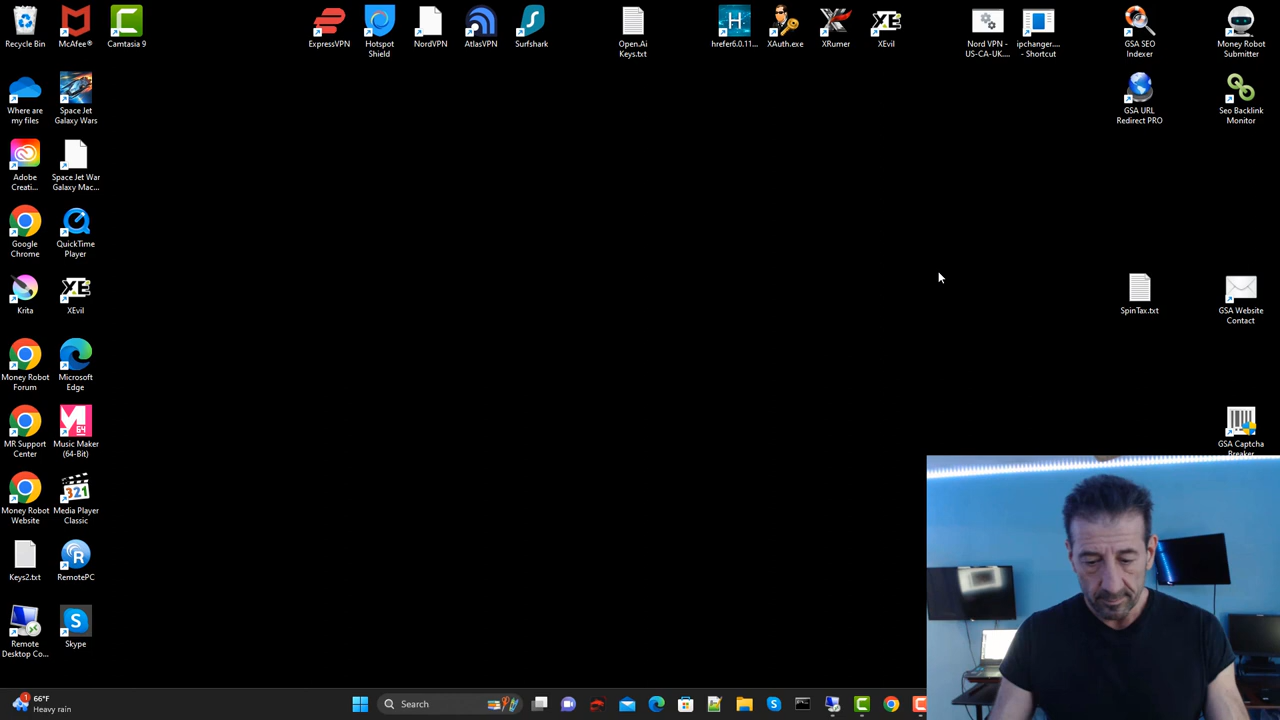 Recycle Bin
McAfee®
Camtasia 9
ExpressVPN
Hotspot
Shield
NordVPN
AtlasVPN
Surfshark
Open.Ai
Keys.txt
hrefer6.0.11...
XAuth.exe
XRumer
XEvil
Nord VPN -
US-CA-UK....
ipchanger....
- Shortcut
GSA SEO
Indexer
Money Robot
Submitter
Where are
my files
Space Jet
Galaxy Wars
GSA URL
Redirect PRO
Seo Backlink
Monitor
Adobe
Creati...
Space Jet War
Galaxy Mac...
Google
Chrome
QuickTime
Player
Krita
XEvil
SpinTax.txt
GSA Website
Contact
Money Robot
Forum
Microsoft
Edge
MR Support
Center
Music Maker
(64-Bit)
GSA Captcha
Breaker
Money Robot
Website
Media Player
Classic
Keys2.txt
RemotePC
Remote
Desktop Co...
Skype
66°F
Heavy rain
Search